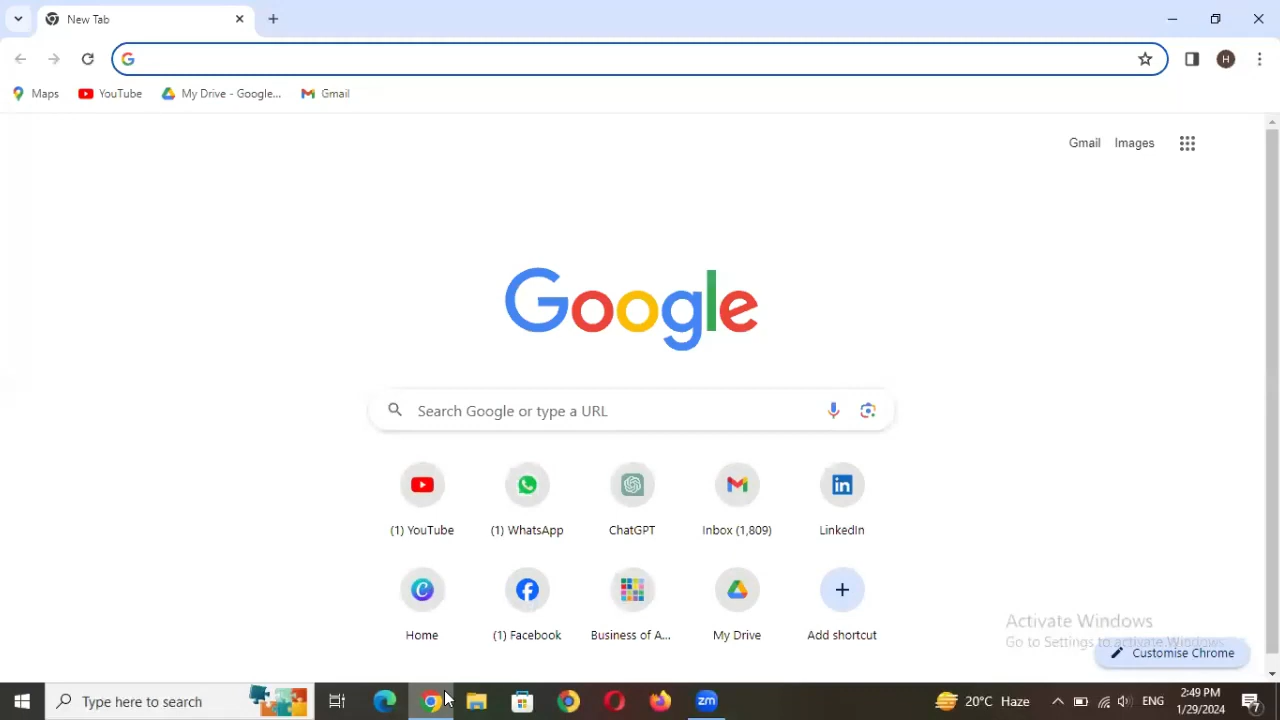 New Tab
Maps
YouTube
My Drive - Google...
Gmail
Gmail
Images
Google
Search Google or type a URL
(1) YouTube
(1) WhatsApp
ChatGPT
Inbox (1,809)
LinkedIn
Home
(1) Facebook
Business of A...
My Drive
Add shortcut
Activate Windows
Go to Settings to activate Windows.
Customise Chrome
Type here to search
zm
20°C Haze
ENG
2:49 PM
1/29/2024
7
H
in